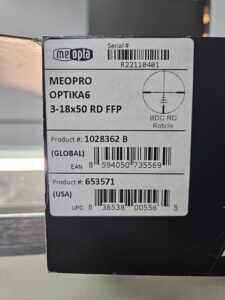 meopta
Serial #
R22110401
MEOPRO
OPTIKA6
3-18x50 RD FFP
BDC RD
Reticle
Product #: 1028362 B
(GLOBAL)
EAN 8 594050 735569
Product #: 653571
(USA)
UPC 8 36538 00556 5